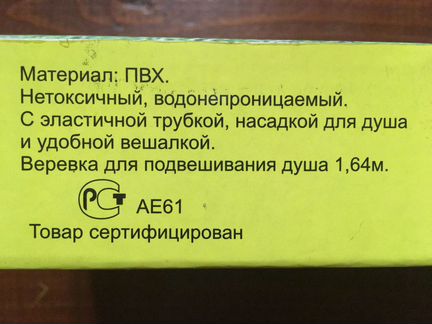 Материал: ПВХ.
Нетоксичный, водонепроницаемый.
С эластичной трубкой, насадкой для душа
и удобной вешалкой.
Веревка для подвешивания душа 1,64м.
РСТ АЕ61
Товар сертифицирован